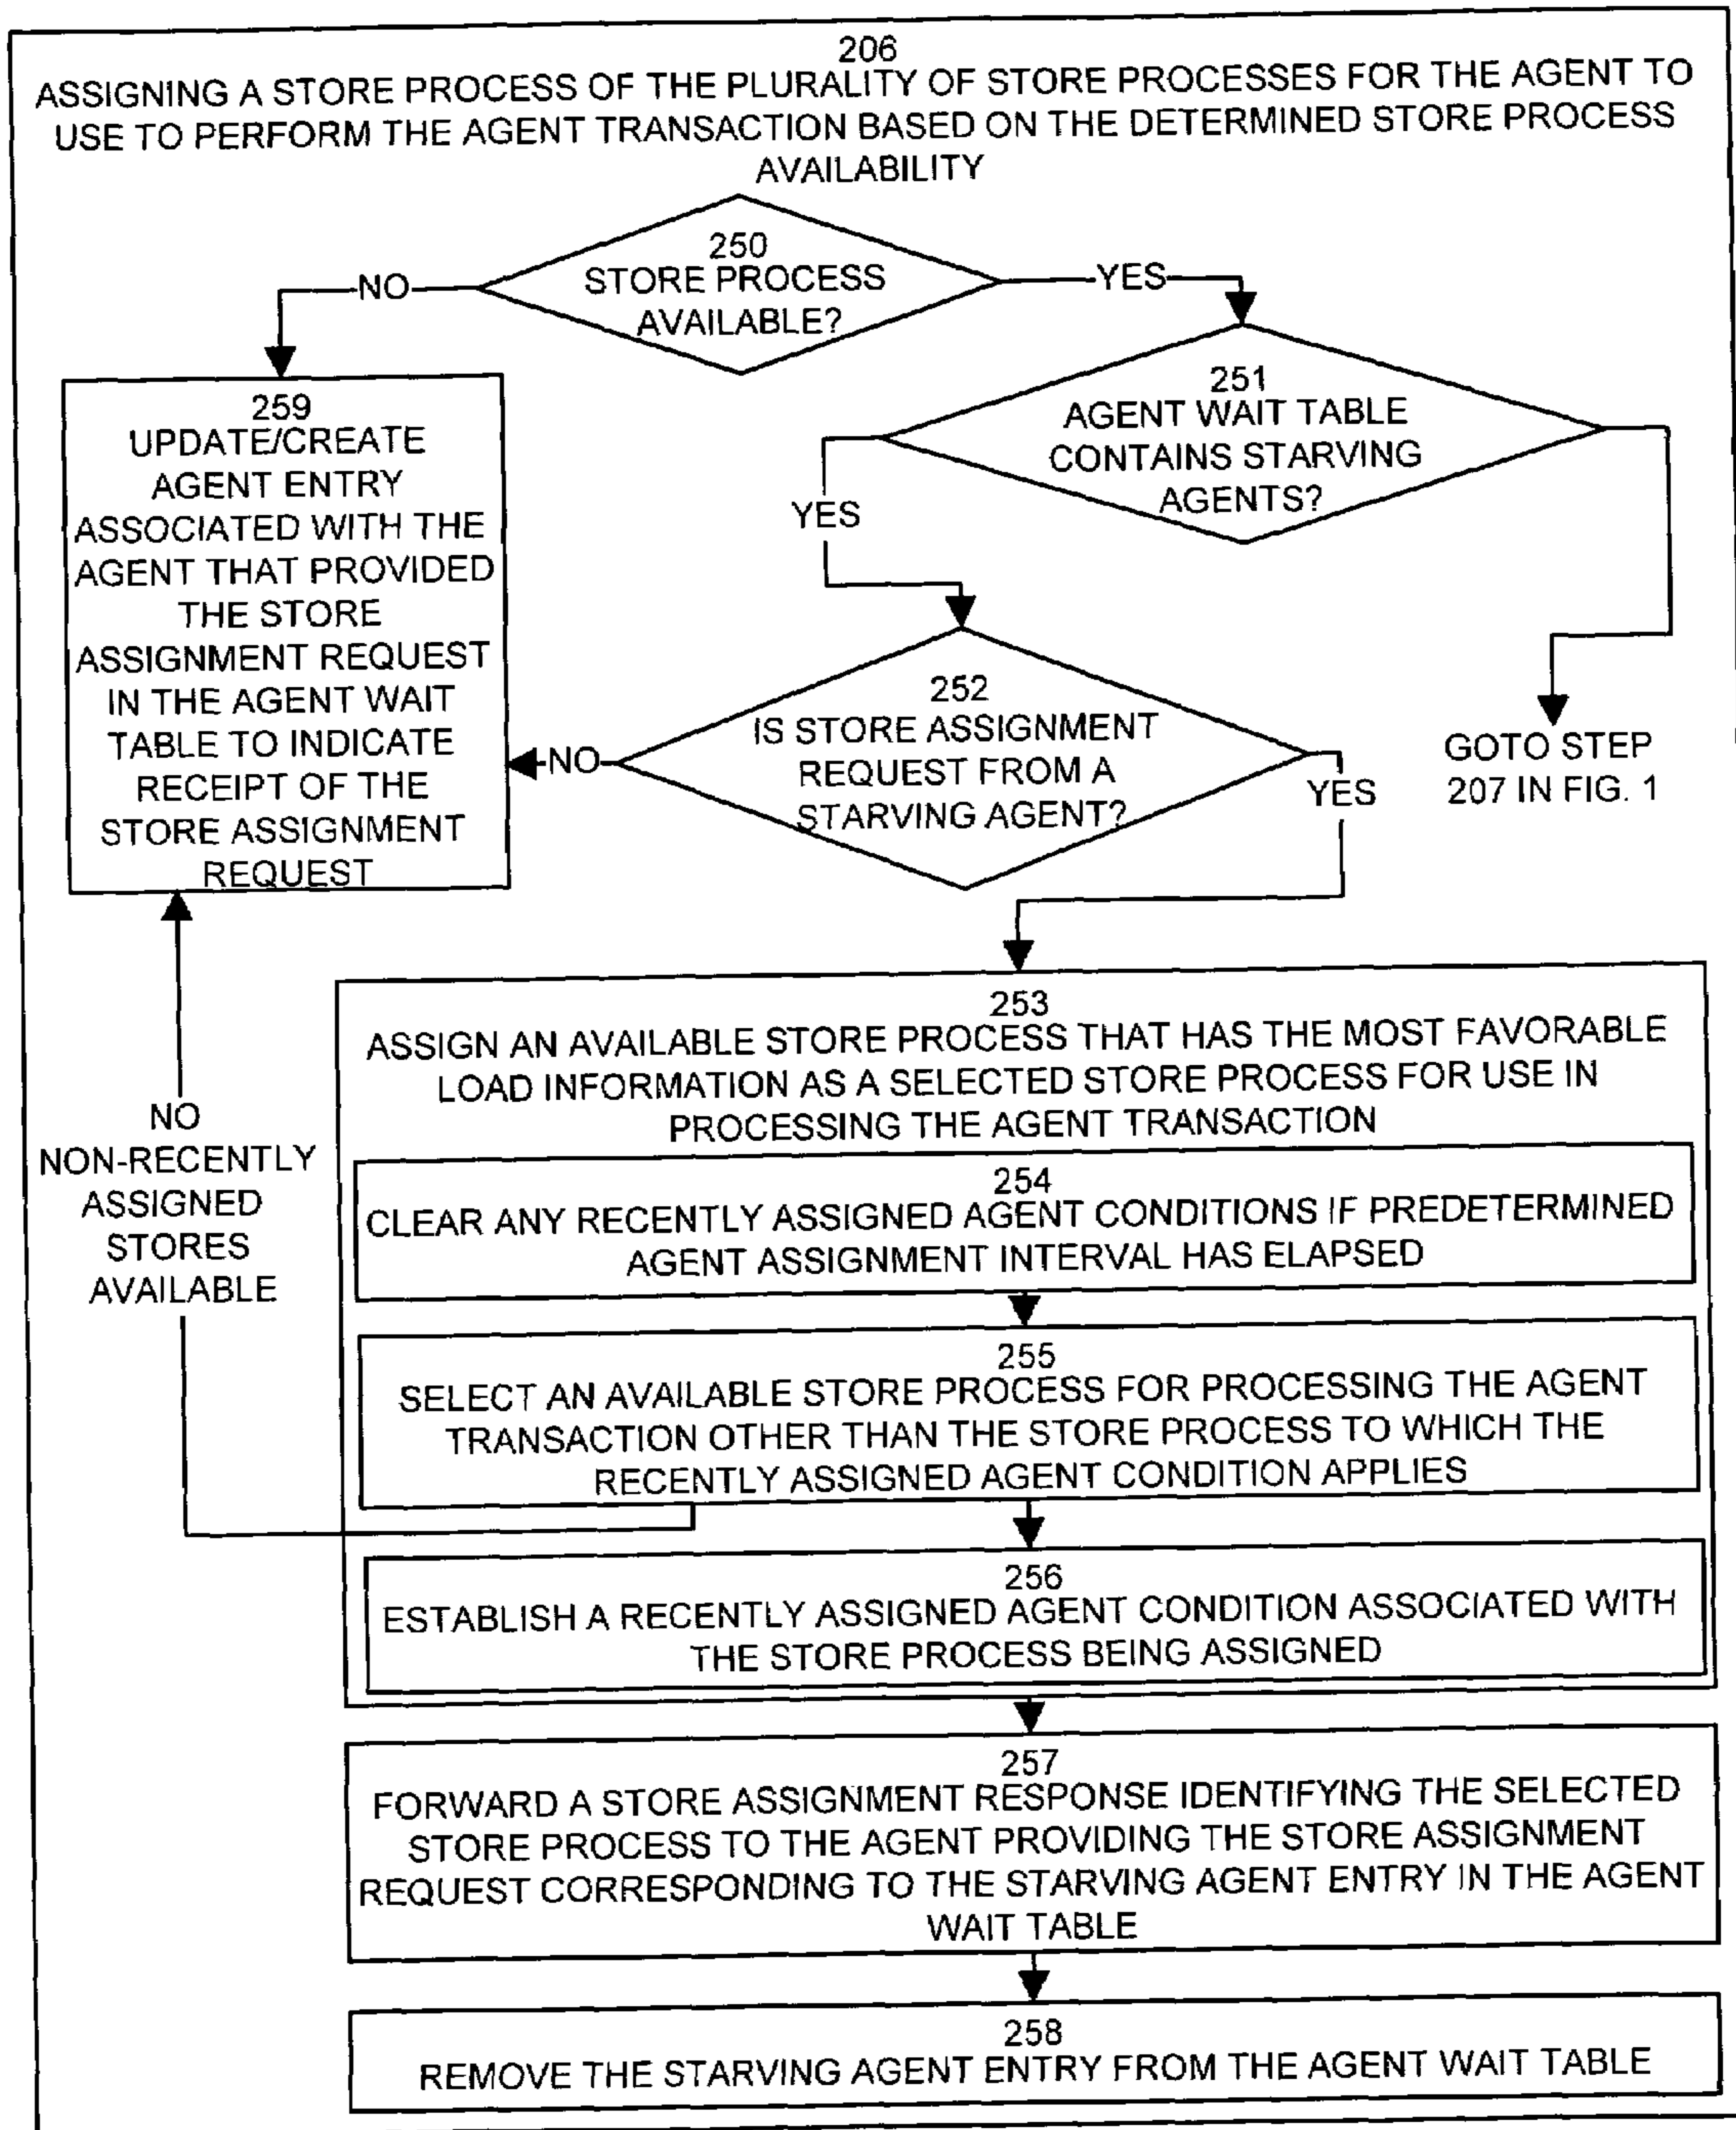 206
ASSIGNING A STORE PROCESS OF THE PLURALITY OF STORE PROCESSES FOR THE AGENT TO
USE TO PERFORM THE AGENT TRANSACTION BASED ON THE DETERMINED STORE PROCESS
AVAILABILITY
250
STORE PROCESS
AVAILABLE?
NO
YES
251
AGENT WAIT TABLE
CONTAINS STARVING
AGENTS?
YES
259
UPDATE/CREATE
AGENT ENTRY
ASSOCIATED WITH THE
AGENT THAT PROVIDED
THE STORE
ASSIGNMENT REQUEST
IN THE AGENT WAIT
TABLE TO INDICATE
RECEIPT OF THE
STORE ASSIGNMENT
REQUEST
252
IS STORE ASSIGNMENT
REQUEST FROM A
STARVING AGENT?
NO
YES
GOTO STEP
207 IN FIG. 1
253
ASSIGN AN AVAILABLE STORE PROCESS THAT HAS THE MOST FAVORABLE
LOAD INFORMATION AS A SELECTED STORE PROCESS FOR USE IN
PROCESSING THE AGENT TRANSACTION
NO
NON-RECENTLY
ASSIGNED
STORES
AVAILABLE
254
CLEAR ANY RECENTLY ASSIGNED AGENT CONDITIONS IF PREDETERMINED
AGENT ASSIGNMENT INTERVAL HAS ELAPSED
255
SELECT AN AVAILABLE STORE PROCESS FOR PROCESSING THE AGENT
TRANSACTION OTHER THAN THE STORE PROCESS TO WHICH THE
RECENTLY ASSIGNED AGENT CONDITION APPLIES
256
ESTABLISH A RECENTLY ASSIGNED AGENT CONDITION ASSOCIATED WITH
THE STORE PROCESS BEING ASSIGNED
257
FORWARD A STORE ASSIGNMENT RESPONSE IDENTIFYING THE SELECTED
STORE PROCESS TO THE AGENT PROVIDING THE STORE ASSIGNMENT
REQUEST CORRESPONDING TO THE STARVING AGENT ENTRY IN THE AGENT
WAIT TABLE
258
REMOVE THE STARVING AGENT ENTRY FROM THE AGENT WAIT TABLE